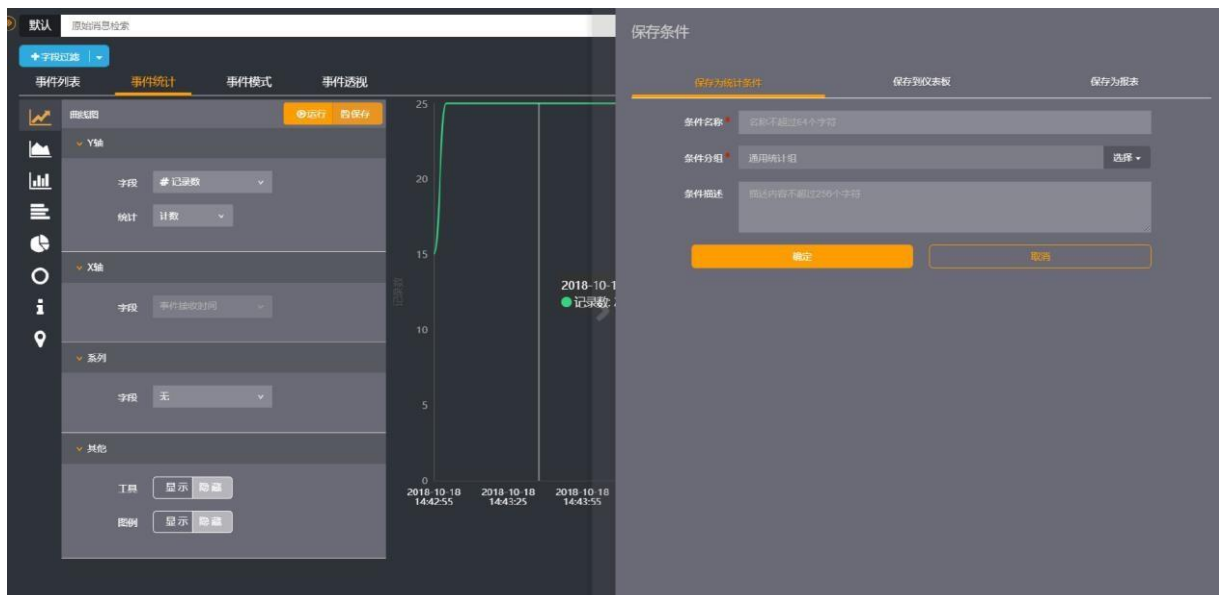 默认 原始消息检索
+字段过滤
事件列表 事件统计 事件模式 事件透视
曲线图 运行 保存
Y轴
字段 # 记录数
统计 计数
X轴
字段 事件接收时间
系列
字段 无
其他
工具 显示 隐藏
图例 显示 隐藏
25
20
15
10
5
0
记录数
2018-10-1
记录数:
2018-10-18 14:42:55
2018-10-18 14:43:25
2018-10-18 14:43:55
保存条件
保存为统计条件 保存到仪表板 保存为报表
条件名称* 名称不超过64个字符
条件分组* 通用统计组 选择
条件描述 描述内容不超过256个字符
确定 取消